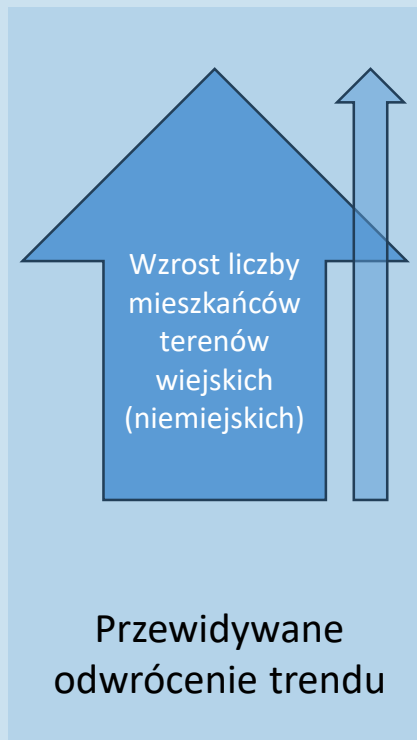 Wzrost liczby
mieszkańców
terenów
wiejskich
(niemiejskich)
Przewidywane
odwrócenie trendu